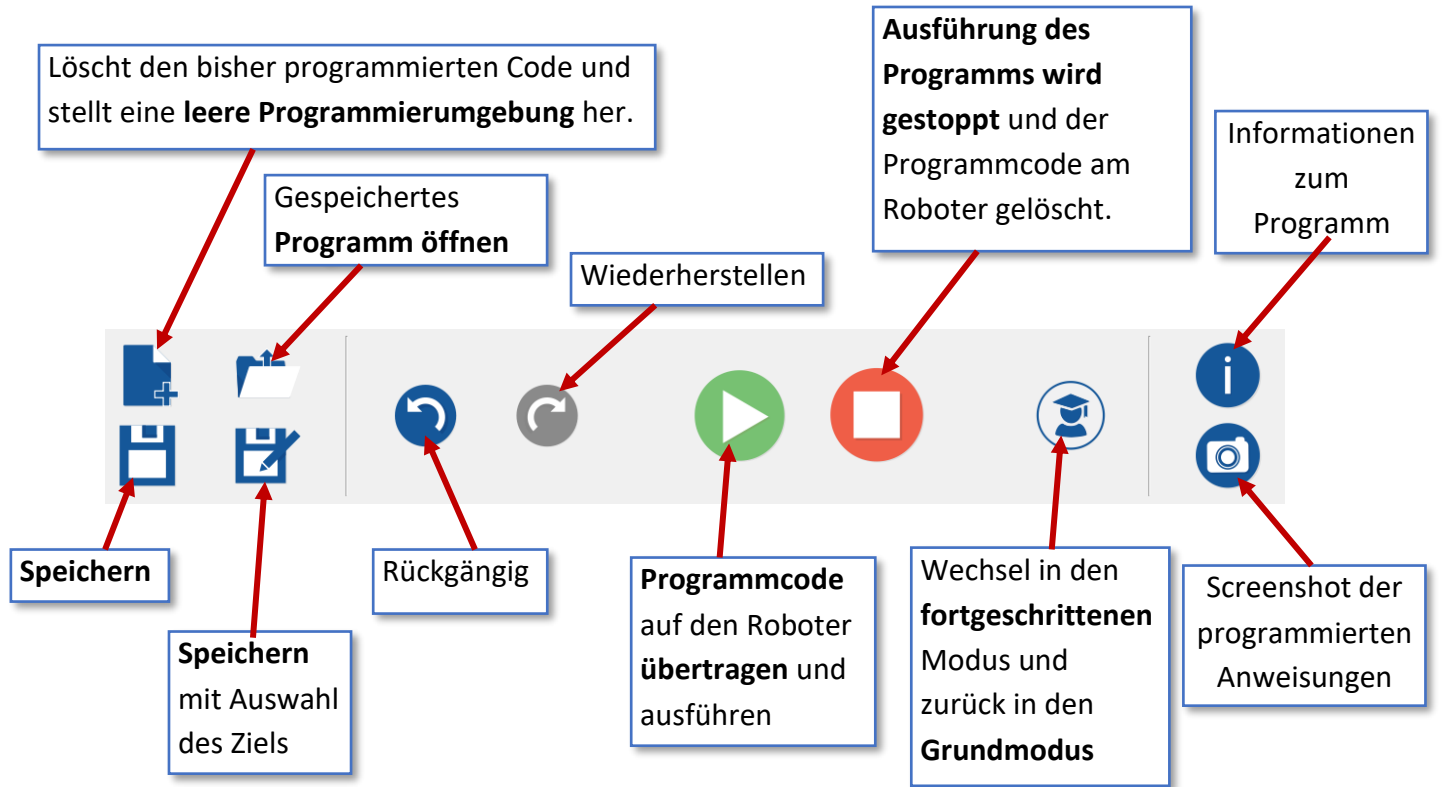 Löscht den bisher programmierten Code und
stellt eine leere Programmierumgebung her.
Gespeichertes
Programm öffnen
Wiederherstellen
Ausführung des
Programms wird
gestoppt und der
Programmcode am
Roboter gelöscht.
Informationen
zum
Programm
i
Speichern
Speichern
mit Auswahl
des Ziels
Rückgängig
Programmcode
auf den Roboter
übertragen und
ausführen
Wechsel in den
fortgeschrittenen
Modus und
zurück in den
Grundmodus
Screenshot der
programmierten
Anweisungen